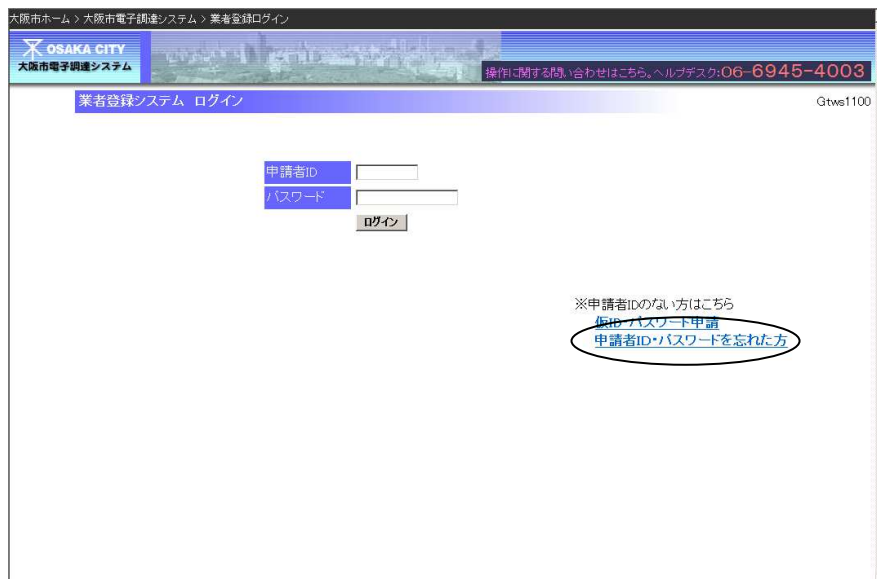 大阪市ホーム > 大阪市電子調達システム > 業者登録ログイン
OSAKA CITY
大阪市電子調達システム
操作に関する問い合わせはこちら。ヘルプデスク:06-6945-4003
業者登録システム ログイン
Gtws1100
申請者ID
パスワード
ログイン
※申請者IDのない方はこちら
仮ID・パスワード申請
申請者ID・パスワードを忘れた方